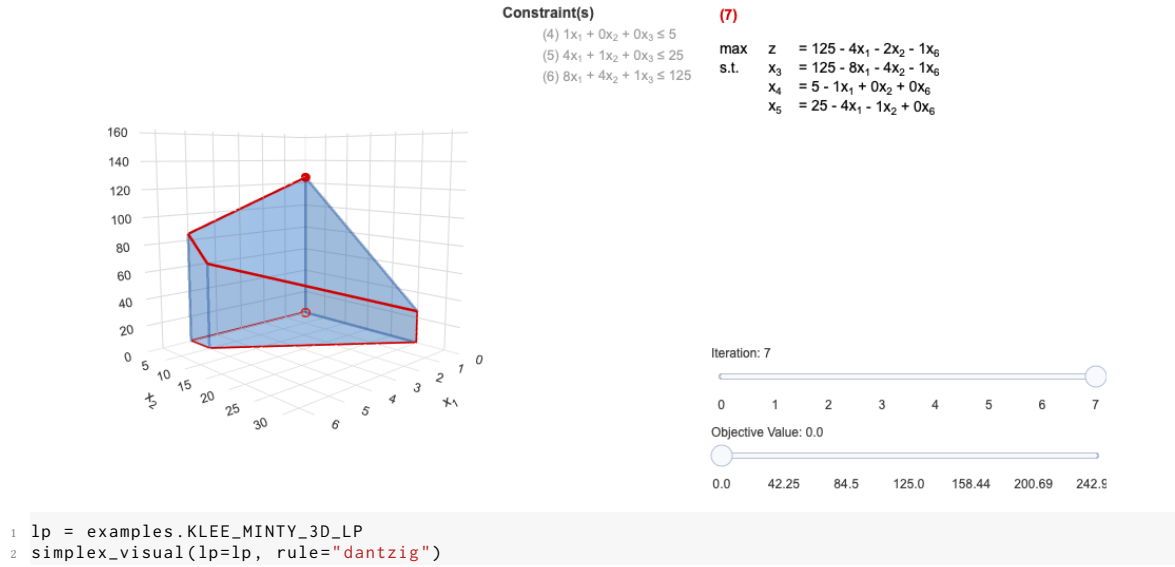 Constraint(s)
(4) 1x₁ + 0x₂ + 0x₃ ≤ 5
(5) 4x₁ + 1x₂ + 0x₃ ≤ 25
(6) 8x₁ + 4x₂ + 1x₃ ≤ 125
(7)
max z = 125 - 4x₁ - 2x₂ - 1x₆
s.t. x₃ = 125 - 8x₁ - 4x₂ - 1x₆
x₄ = 5 - 1x₁ + 0x₂ + 0x₆
x₅ = 25 - 4x₁ - 1x₂ + 0x₆
160
140
120
100
80
60
40
20
0
5
10
15
20
25
30
x₂
6
5
4
3
2
1
0
x₁
Iteration: 7
0 1 2 3 4 5 6 7
Objective Value: 0.0
0.0 42.25 84.5 125.0 158.44 200.69 242.9
1 lp = examples.KLEE_MINTY_3D_LP
2 simplex_visual(lp=lp, rule="dantzig")